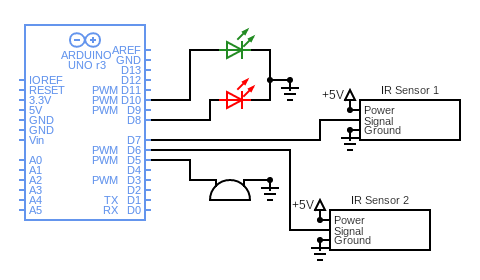 ARDUINO
UNO r3
AREF
GND
D13
IOREF D12
RESET PWM D11
3.3V PWM D10
5V PWM D9
GND D8
GND
Vin D7
PWM D6
A0 PWM D5
A1 D4
A2 PWM D3
A3 D2
A4 TX D1
A5 RX D0
+5V
IR Sensor 1
Power
Signal
Ground
+5V
IR Sensor 2
Power
Signal
Ground